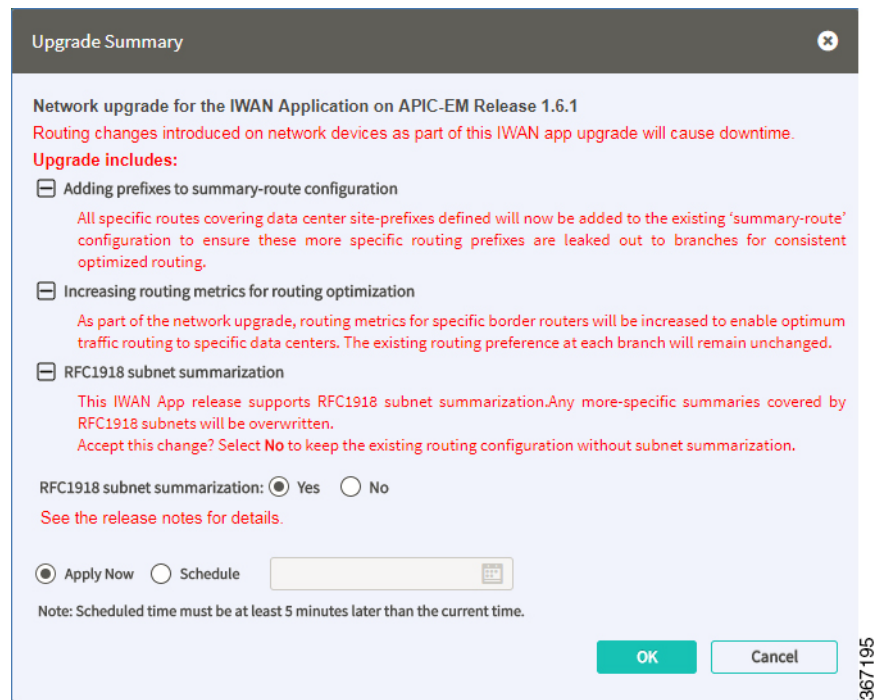 Upgrade Summary
Network upgrade for the IWAN Application on APIC-EM Release 1.6.1
Routing changes introduced on network devices as part of this IWAN app upgrade will cause downtime.
Upgrade includes:
Adding prefixes to summary-route configuration
All specific routes covering data center site-prefixes defined will now be added to the existing ‘summary-route’
configuration to ensure these more specific routing prefixes are leaked out to branches for consistent
optimized routing.
Increasing routing metrics for routing optimization
As part of the network upgrade, routing metrics for specific border routers will be increased to enable optimum
traffic routing to specific data centers. The existing routing preference at each branch will remain unchanged.
RFC1918 subnet summarization
This IWAN App release supports RFC1918 subnet summarization.Any more-specific summaries covered by
RFC1918 subnets will be overwritten.
Accept this change? Select No to keep the existing routing configuration without subnet summarization.
RFC1918 subnet summarization: Yes No
See the release notes for details.
Apply Now Schedule
Note: Scheduled time must be at least 5 minutes later than the current time.
OK Cancel
367195